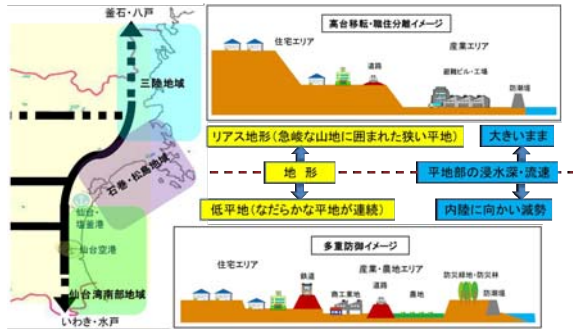 釜石・八戸
三陸地域
石巻・松島地域
仙台・
塩釜港
仙台空港
仙台湾南部地域
いわき・水戸
高台移転・職住分離イメージ
住宅エリア
産業エリア
道路
避難ビル・工場
防潮堤
リアス地形(急峻な山地に囲まれた狭い平地)
大きいまま
地 形
平地部の浸水深・流速
低平地(なだらかな平地が連続)
内陸に向かい減勢
多重防御イメージ
住宅エリア
産業・農地エリア
鉄道
商工業地
道路
農地
防災緑地・防災林
防潮堤